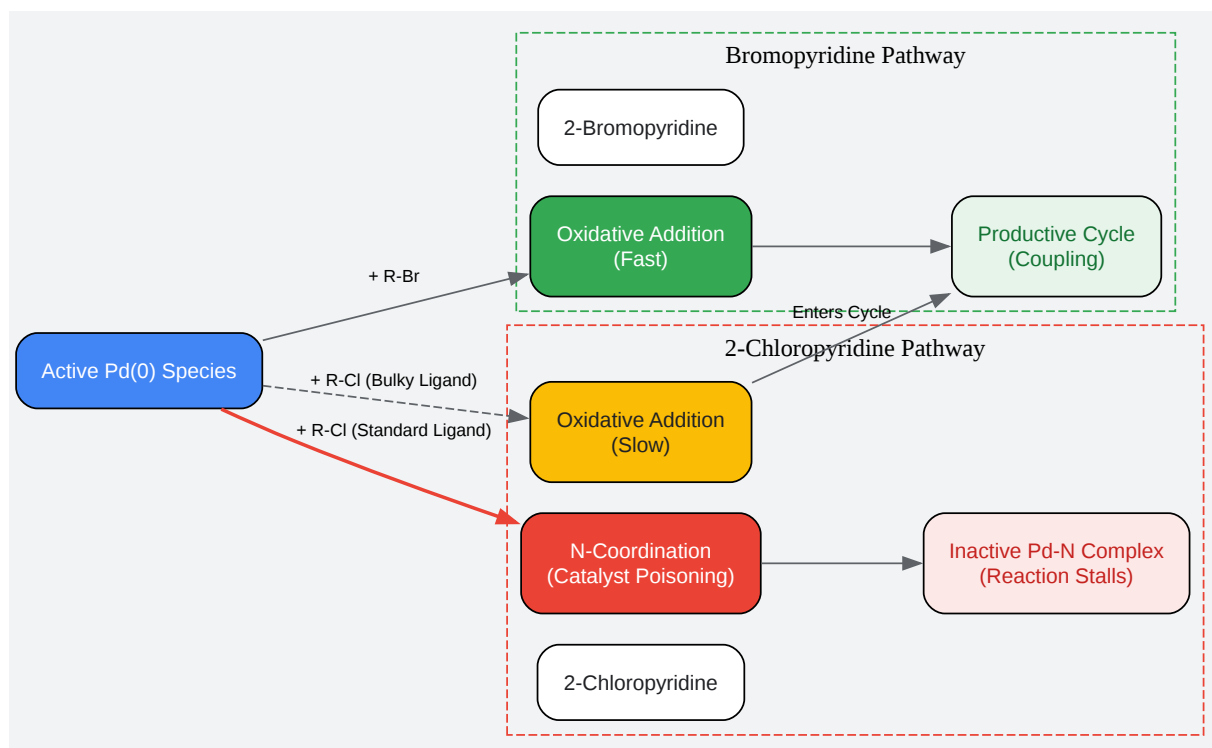 Bromopyridine Pathway
2-Bromopyridine
Oxidative Addition
(Fast)
Productive Cycle
(Coupling)
+ R-Br
Enters Cycle
2-Chloropyridine Pathway
Active Pd(0) Species
+ R-Cl (Bulky Ligand)
+ R-Cl (Standard Ligand)
Oxidative Addition
(Slow)
N-Coordination
(Catalyst Poisoning)
Inactive Pd-N Complex
(Reaction Stalls)
2-Chloropyridine